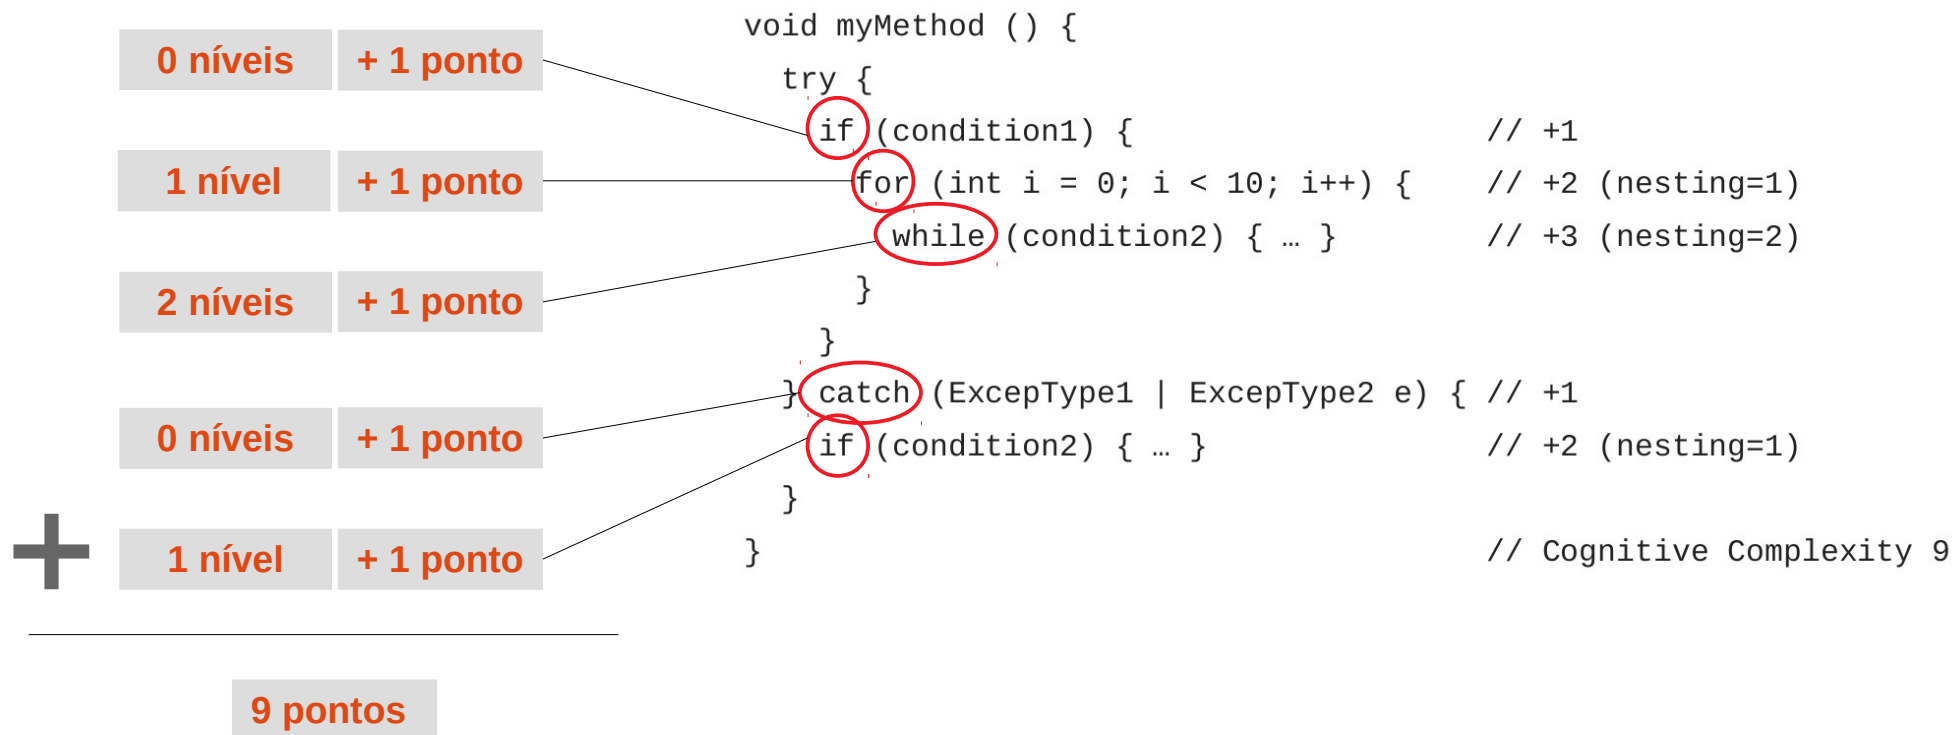 0 níveis + 1 ponto
1 nível + 1 ponto
2 níveis + 1 ponto
0 níveis + 1 ponto
+ 1 nível + 1 ponto
9 pontos
void myMethod () {
try {
if (condition1) { // +1
for (int i = 0; i < 10; i++) { // +2 (nesting=1)
while (condition2) { … } // +3 (nesting=2)
}
}
} catch (ExcepType1 | ExcepType2 e) { // +1
if (condition2) { … } // +2 (nesting=1)
}
} // Cognitive Complexity 9